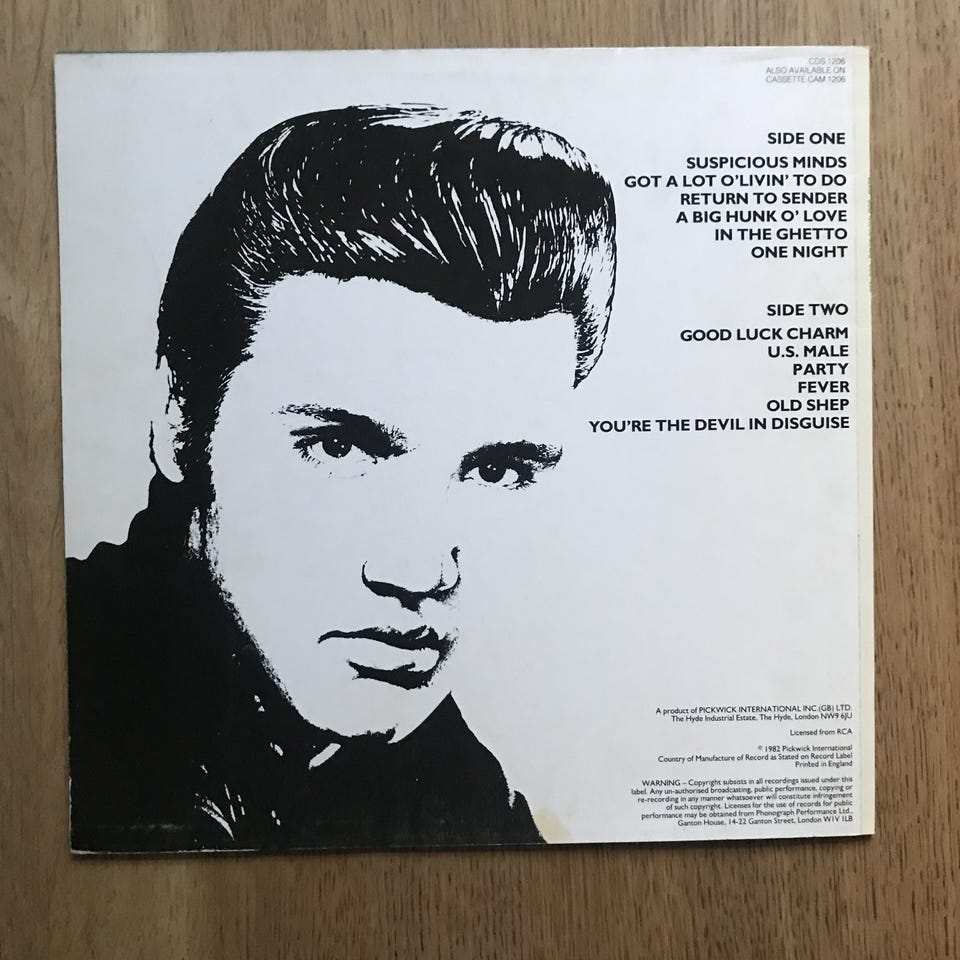 CDS 1206
ALSO AVAILABLE ON
CASSETTE CAM 1206
SIDE ONE
SUSPICIOUS MINDS
GOT A LOT O'LIVIN' TO DO
RETURN TO SENDER
A BIG HUNK O' LOVE
IN THE GHETTO
ONE NIGHT
SIDE TWO
GOOD LUCK CHARM
U.S. MALE
PARTY
FEVER
OLD SHEP
YOU'RE THE DEVIL IN DISGUISE
A product of PICKWICK INTERNATIONAL INC.(GB) LTD.
The Hyde Industrial Estate, The Hyde, London NW9 6JU
Licensed from RCA
℗ 1982 Pickwick International
Country of Manufacture of Record as Stated on Record Label
Printed in England
WARNING – Copyright subsists in all recordings issued under this
label. Any un-authorised broadcasting, public performance, copying or
re-recording in any manner whatsoever will constitute infringement
of such copyright. Licenses for the use of records for public
performance may be obtained from Phonograph Performance Ltd.,
Ganton House, 14-22 Ganton Street, London W1V 1LB